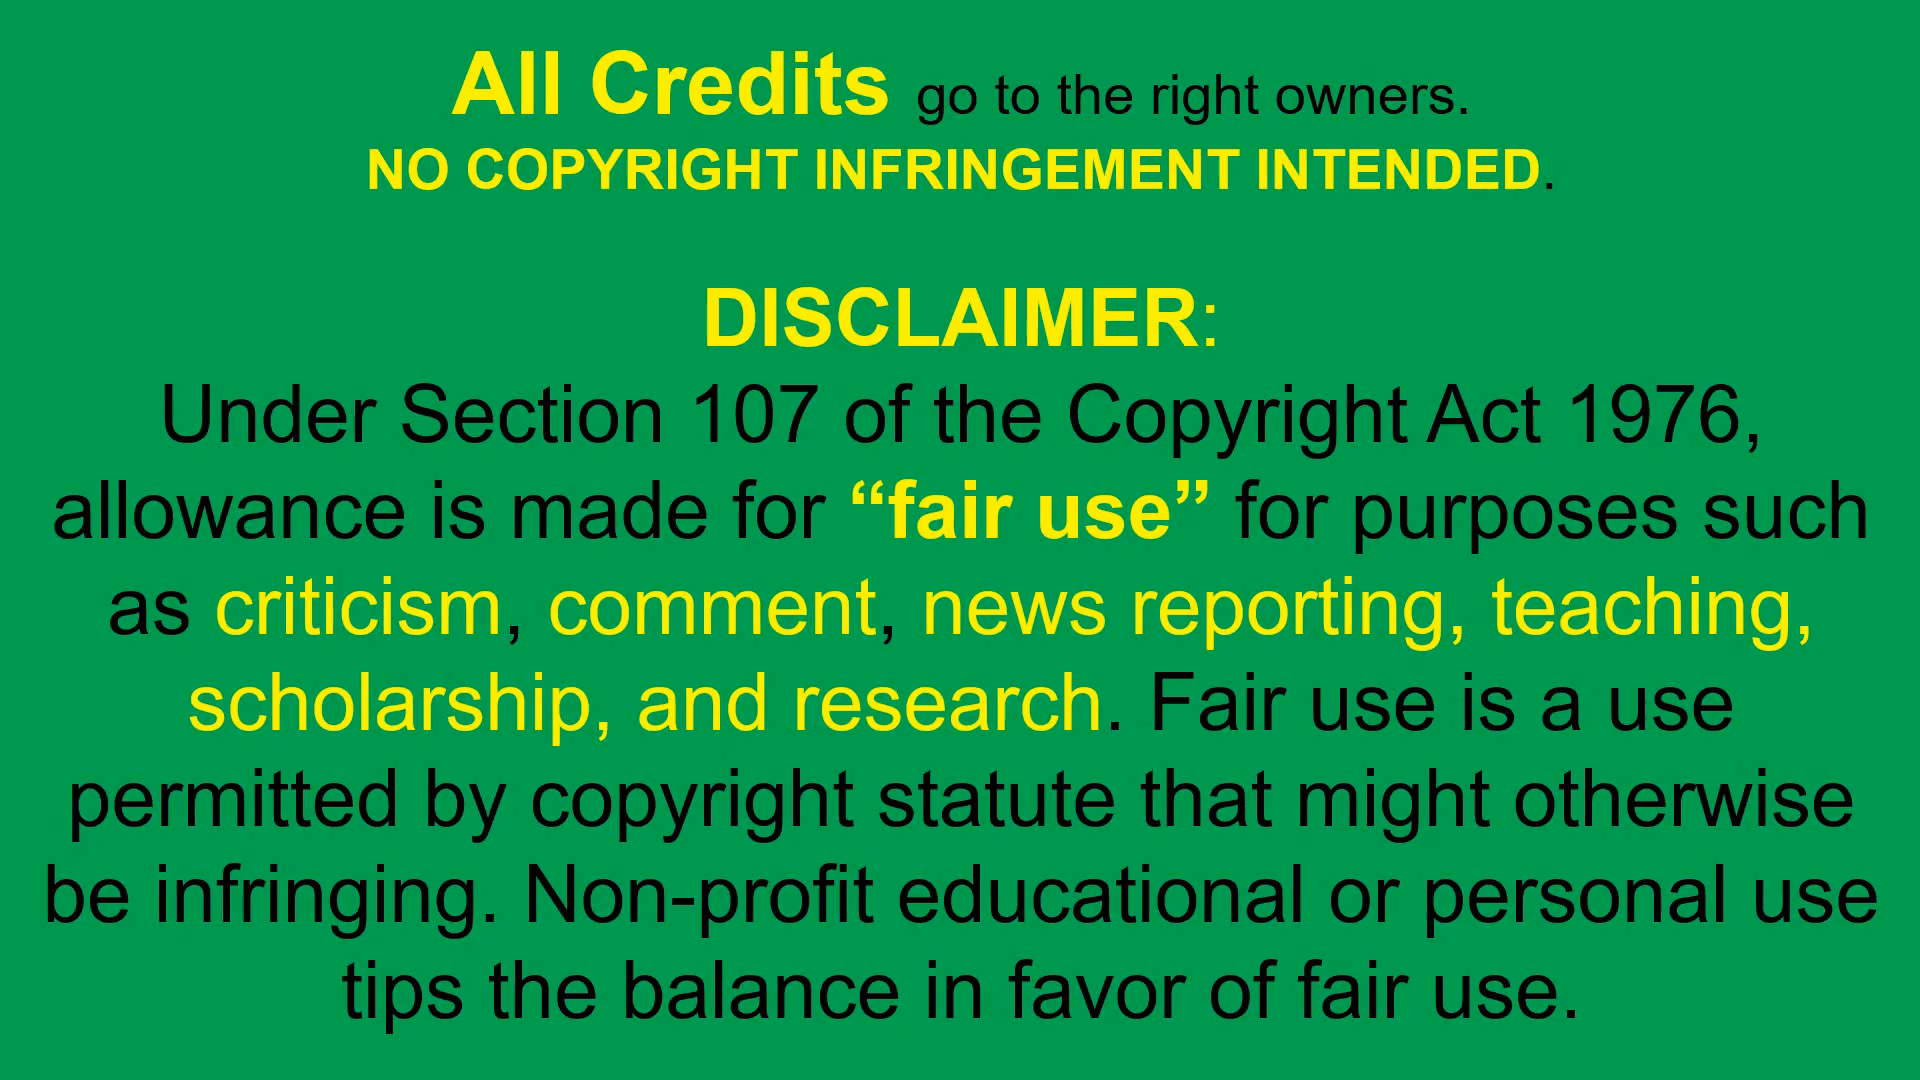 All Credits go to the right owners.
NO COPYRIGHT INFRINGEMENT INTENDED.
DISCLAIMER:
Under Section 107 of the Copyright Act 1976,
allowance is made for “fair use” for purposes such
as criticism, comment, news reporting, teaching,
scholarship, and research. Fair use is a use
permitted by copyright statute that might otherwise
be infringing. Non-profit educational or personal use
tips the balance in favor of fair use.